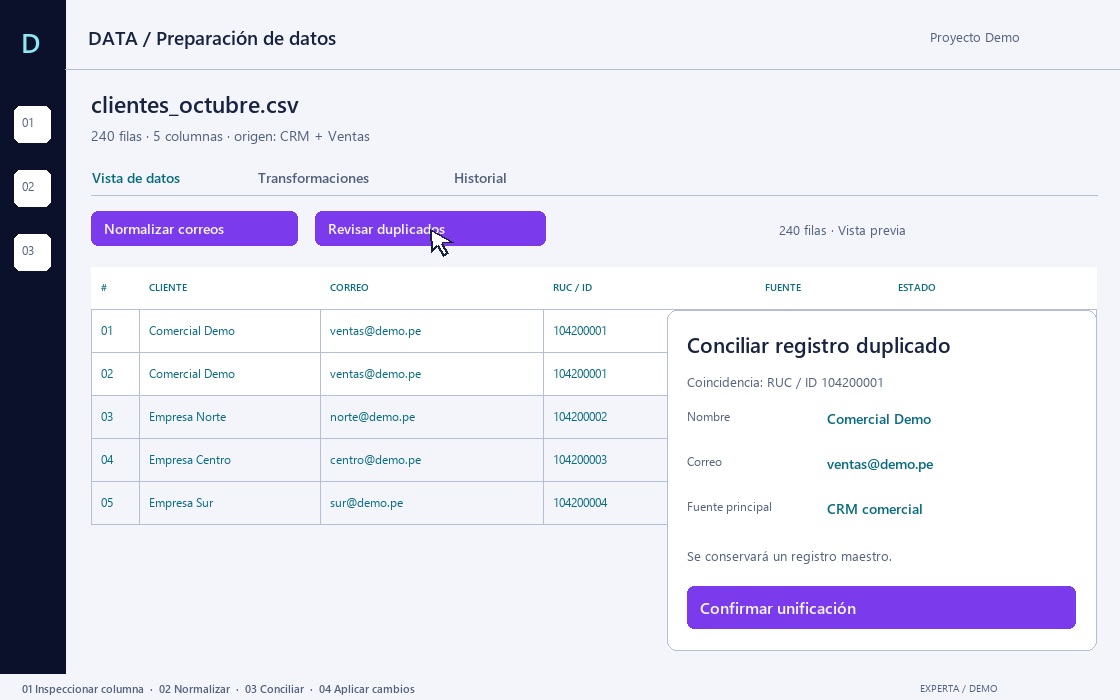 D
DATA / Preparación de datos
Proyecto Demo
01
02
03
clientes_octubre.csv
240 filas · 5 columnas · origen: CRM + Ventas
Vista de datos Transformaciones Historial
Normalizar correos Revisar duplicados 240 filas · Vista previa
# CLIENTE CORREO RUC / ID FUENTE ESTADO
01 Comercial Demo ventas@demo.pe 104200001
02 Comercial Demo ventas@demo.pe 104200001
03 Empresa Norte norte@demo.pe 104200002
04 Empresa Centro centro@demo.pe 104200003
05 Empresa Sur sur@demo.pe 104200004
Conciliar registro duplicado
Coincidencia: RUC / ID 104200001
Nombre Comercial Demo
Correo ventas@demo.pe
Fuente principal CRM comercial
Se conservará un registro maestro.
Confirmar unificación
01 Inspeccionar columna · 02 Normalizar · 03 Conciliar · 04 Aplicar cambios
EXPERTA / DEMO